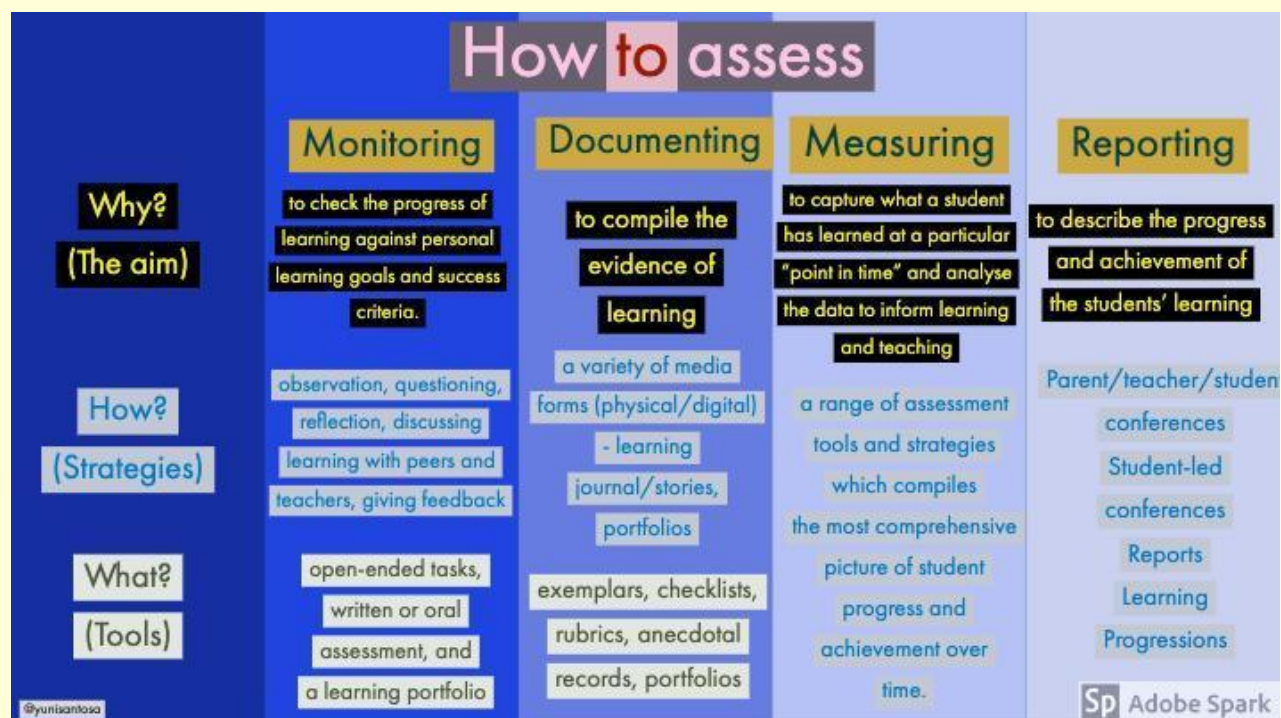 How to assess
Monitoring
Documenting
Measuring
Reporting
Why?
(The aim)
to check the progress of
learning against personal
learning goals and success
criteria.
to compile the
evidence of
learning
to capture what a student
has learned at a particular
"point in time" and analyse
the data to inform learning
and teaching
to describe the progress
and achievement of
the students' learning
How?
(Strategies)
observation, questioning,
reflection, discussing
learning with peers and
teachers, giving feedback
a variety of media
forms (physical/digital)
- learning
journal/stories,
portfolios
a range of assessment
tools and strategies
which compiles
the most comprehensive
picture of student
progress and
achievement over
time.
Parent/teacher/student
conferences
Student-led
conferences
Reports
Learning
Progressions
What?
(Tools)
open-ended tasks,
written or oral
assessment, and
a learning portfolio
exemplars, checklists,
rubrics, anecdotal
records, portfolios
@yunisantosa
Sp Adobe Spark